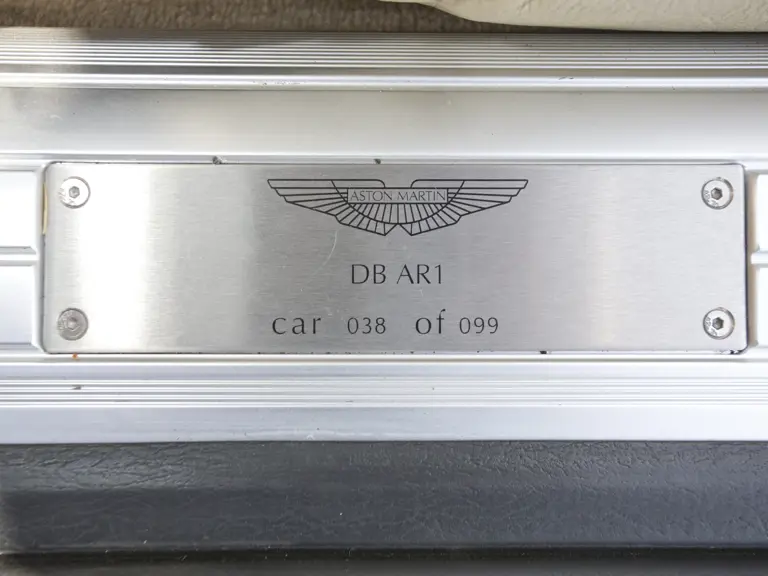 ASTON MARTIN
DB AR1
car 038 of 099